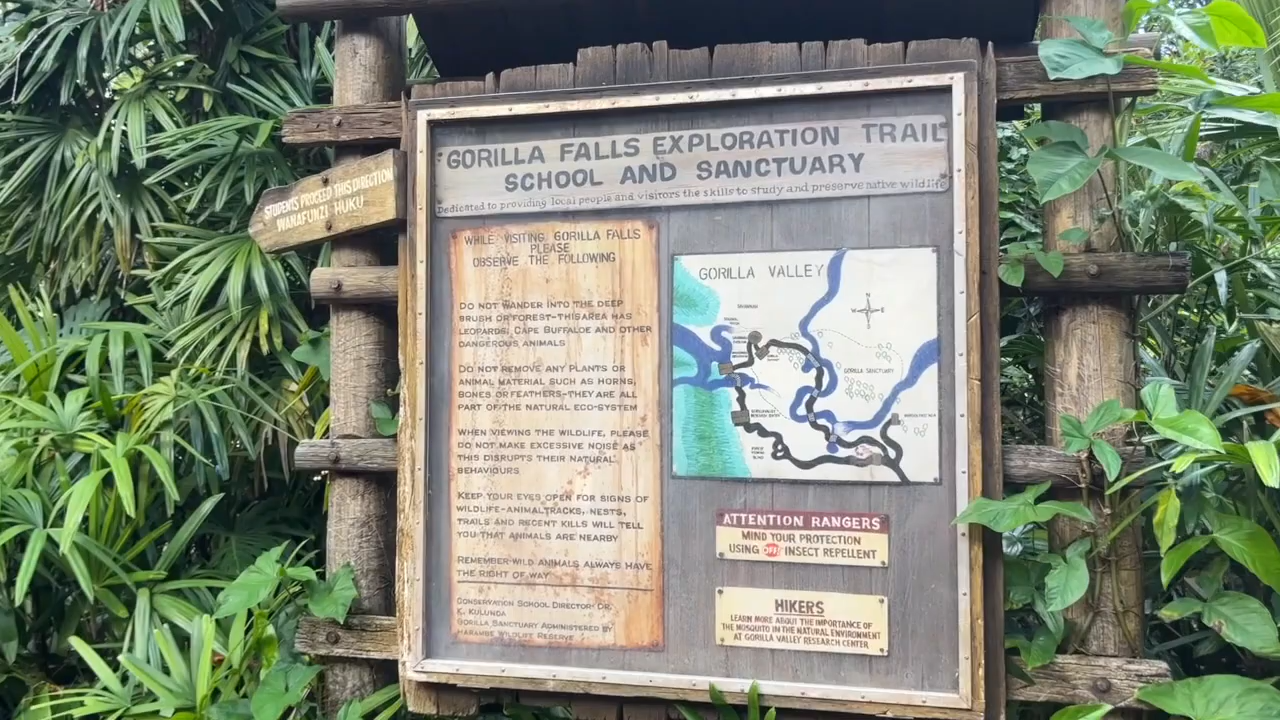 STUDENTS PROCEED THIS DIRECTION
WANAFUNZI HUKU
GORILLA FALLS EXPLORATION TRAIL
SCHOOL AND SANCTUARY
Dedicated to providing local people and visitors the skills to study and preserve native wildlife
WHILE VISITING GORILLA FALLS
PLEASE
OBSERVE THE FOLLOWING
DO NOT WANDER INTO THE DEEP
BRUSH OR FOREST-THIS AREA HAS
LEOPARDS, CAPE BUFFALOE AND OTHER
DANGEROUS ANIMALS
DO NOT REMOVE ANY PLANTS OR
ANIMAL MATERIAL SUCH AS HORNS,
BONES OR FEATHERS-THEY ARE ALL
PART OF THE NATURAL ECO-SYSTEM
WHEN VIEWING THE WILDLIFE, PLEASE
DO NOT MAKE EXCESSIVE NOISE AS
THIS DISRUPTS THEIR NATURAL
BEHAVIOURS
KEEP YOUR EYES OPEN FOR SIGNS OF
WILDLIFE-ANIMAL TRACKS, NESTS,
TRAILS AND RECENT KILLS WILL TELL
YOU THAT ANIMALS ARE NEARBY
REMEMBER-WILD ANIMALS ALWAYS HAVE
THE RIGHT OF WAY
CONSERVATION SCHOOL DIRECTOR: DR.
K. KULUNDA
GORILLA SANCTUARY ADMINISTERED BY
HARAMBE WILDLIFE RESERVE
GORILLA VALLEY
GORILLA SANCTUARY
ATTENTION RANGERS
MIND YOUR PROTECTION
USING OFF! INSECT REPELLENT
HIKERS
LEARN MORE ABOUT THE IMPORTANCE OF
THE MOSQUITO IN THE NATURAL ENVIRONMENT
AT GORILLA VALLEY RESEARCH CENTER